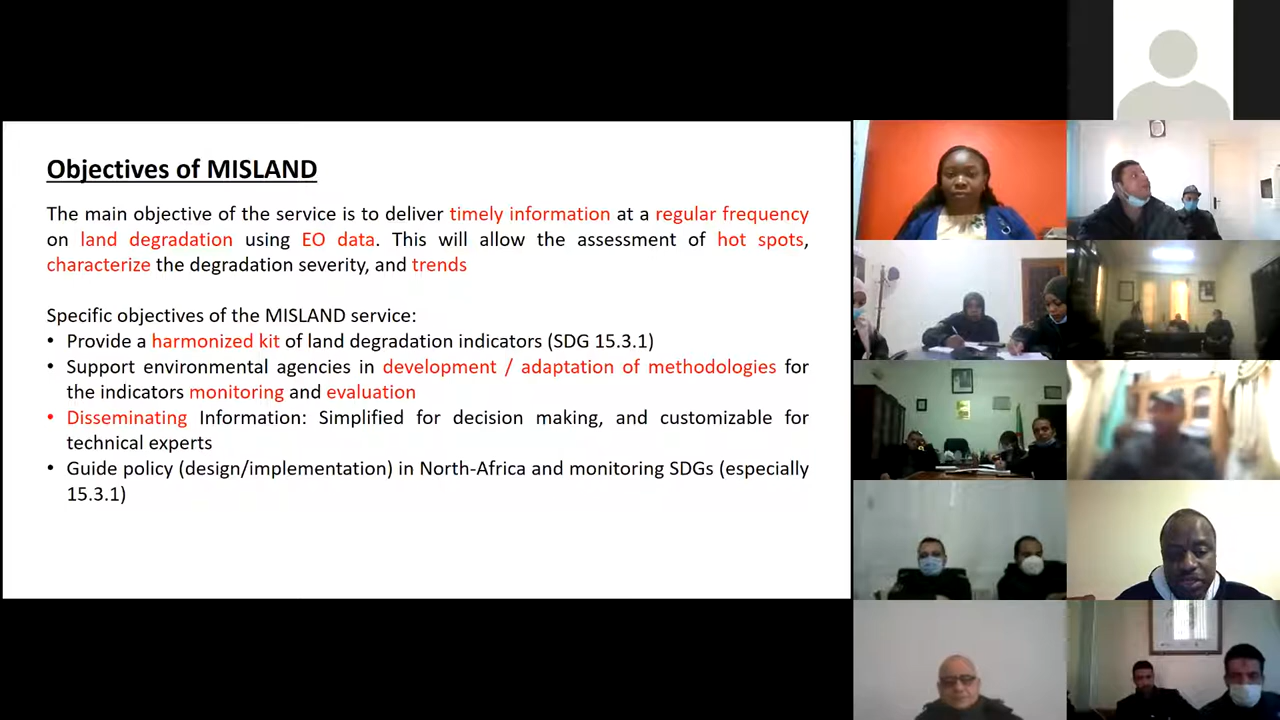 Objectives of MISLAND
The main objective of the service is to deliver timely information at a regular frequency
on land degradation using EO data. This will allow the assessment of hot spots,
characterize the degradation severity, and trends
Specific objectives of the MISLAND service:
• Provide a harmonized kit of land degradation indicators (SDG 15.3.1)
• Support environmental agencies in development / adaptation of methodologies for
the indicators monitoring and evaluation
• Disseminating Information: Simplified for decision making, and customizable for
technical experts
• Guide policy (design/implementation) in North-Africa and monitoring SDGs (especially
15.3.1)